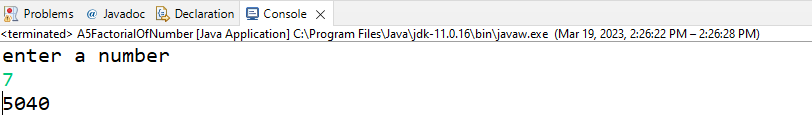 Problems @ Javadoc Declaration Console ×
<terminated> A5FactorialOfNumber [Java Application] C:\Program Files\Java\jdk-11.0.16\bin\javaw.exe (Mar 19, 2023, 2:26:22 PM – 2:26:28 PM)
enter a number
7
5040